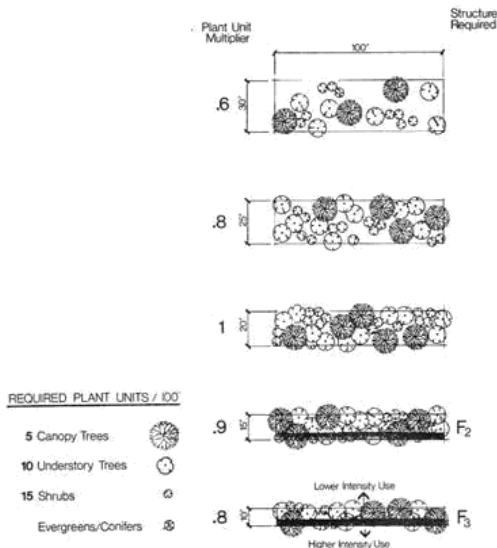 Plant Unit
Multiplier
Structure
Required
100'
.6
30'
.8
25'
1
20'
REQUIRED PLANT UNITS / 100'
5 Canopy Trees
10 Understory Trees
15 Shrubs
Evergreens/Conifers
.9
15'
F2
Lower Intensity Use
.8
10'
F3
Higher Intensity Use